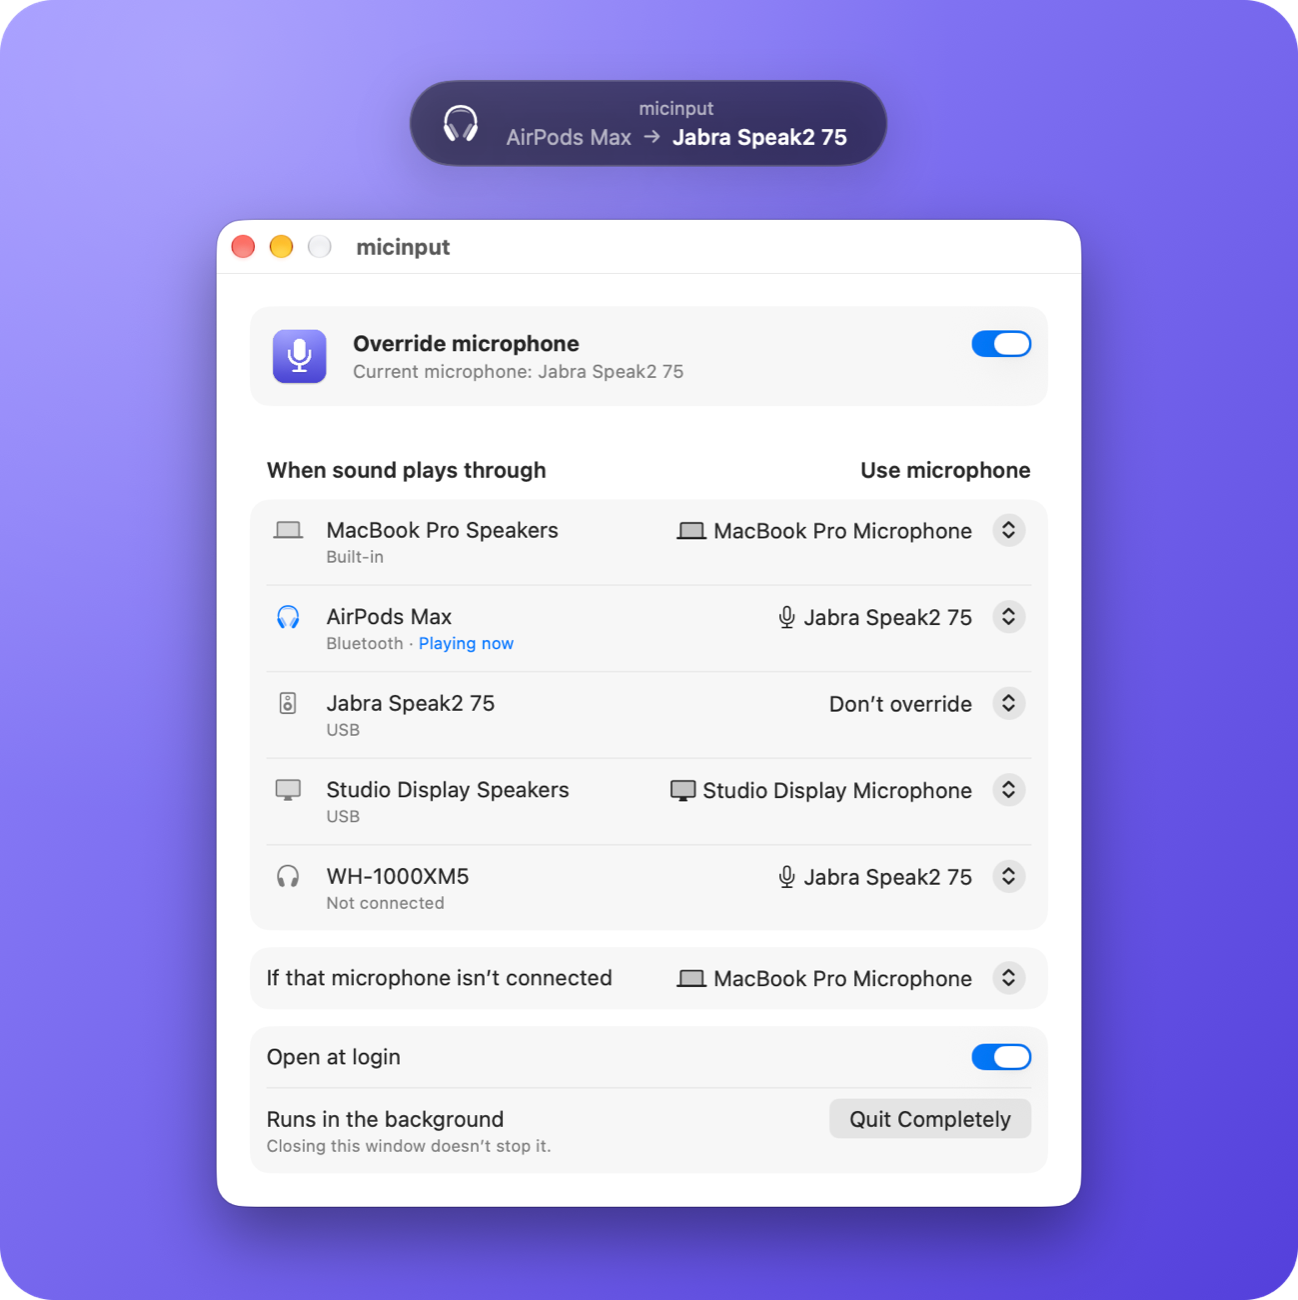 micinput
AirPods Max → Jabra Speak2 75
micinput
Override microphone
Current microphone: Jabra Speak2 75
When sound plays through
Use microphone
MacBook Pro Speakers
MacBook Pro Microphone
Built-in
AirPods Max
Jabra Speak2 75
Bluetooth · Playing now
Jabra Speak2 75
Don’t override
USB
Studio Display Speakers
Studio Display Microphone
USB
WH-1000XM5
Jabra Speak2 75
Not connected
If that microphone isn’t connected
MacBook Pro Microphone
Open at login
Runs in the background
Quit Completely
Closing this window doesn’t stop it.